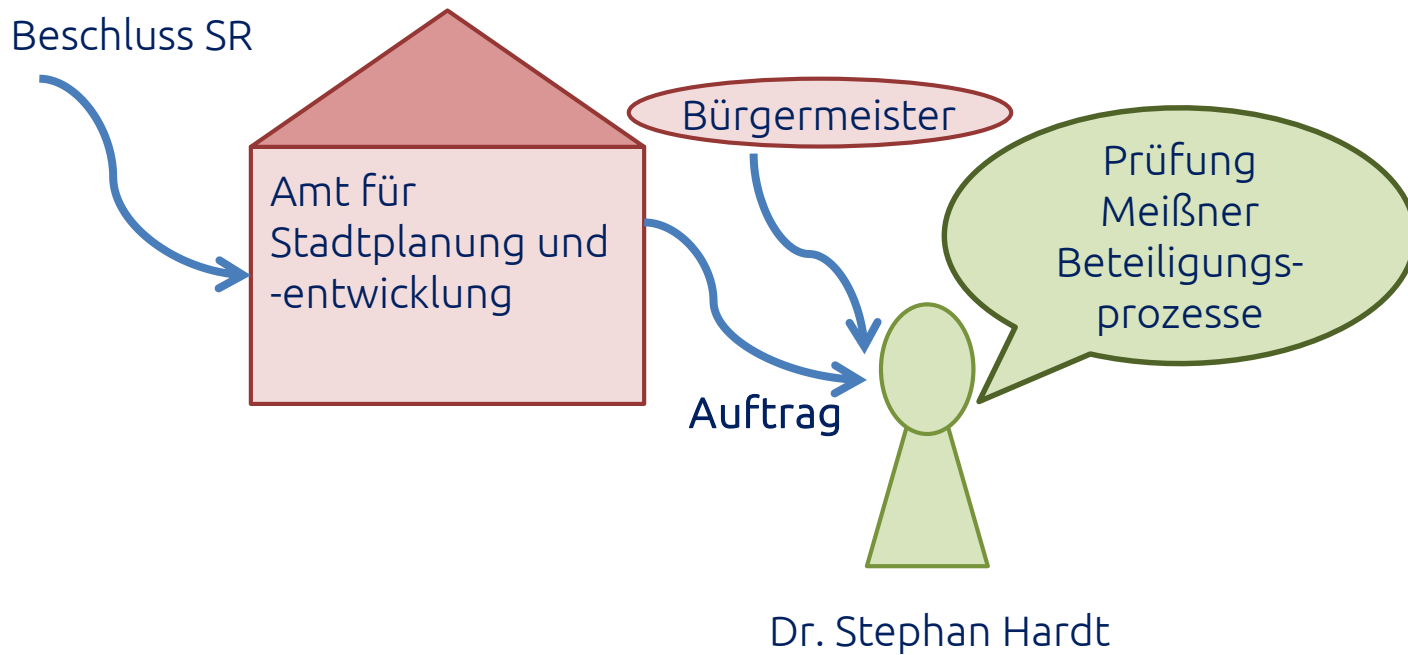 Beschluss SR
Bürgermeister
Amt für
Stadtplanung und
-entwicklung
Prüfung
Meißner
Beteiligungs-
prozesse
Auftrag
Dr. Stephan Hardt